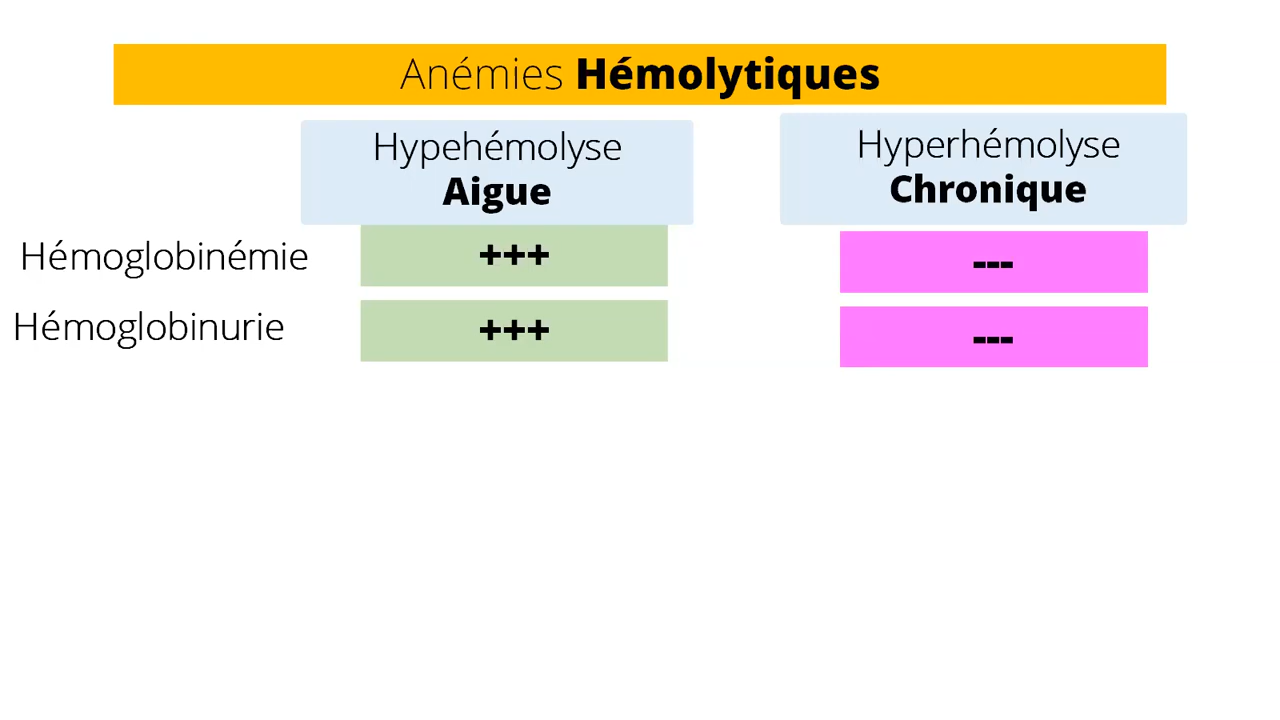 Anémies Hémolytiques
Hypehémolyse
Aigue
Hyperhémolyse
Chronique
Hémoglobinémie +++ ---
Hémoglobinurie +++ ---